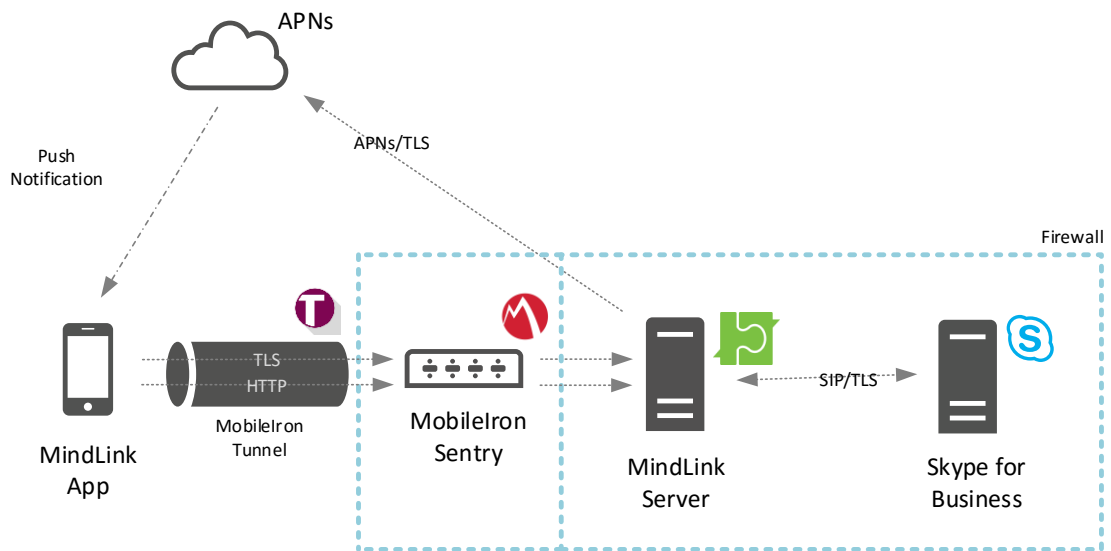 APNs
APNs/TLS
Push
Notification
Firewall
T
S
TLS
HTTP
SIP/TLS
MobileIron
Tunnel
MobileIron
Sentry
MindLink
App
MindLink
Server
Skype for
Business